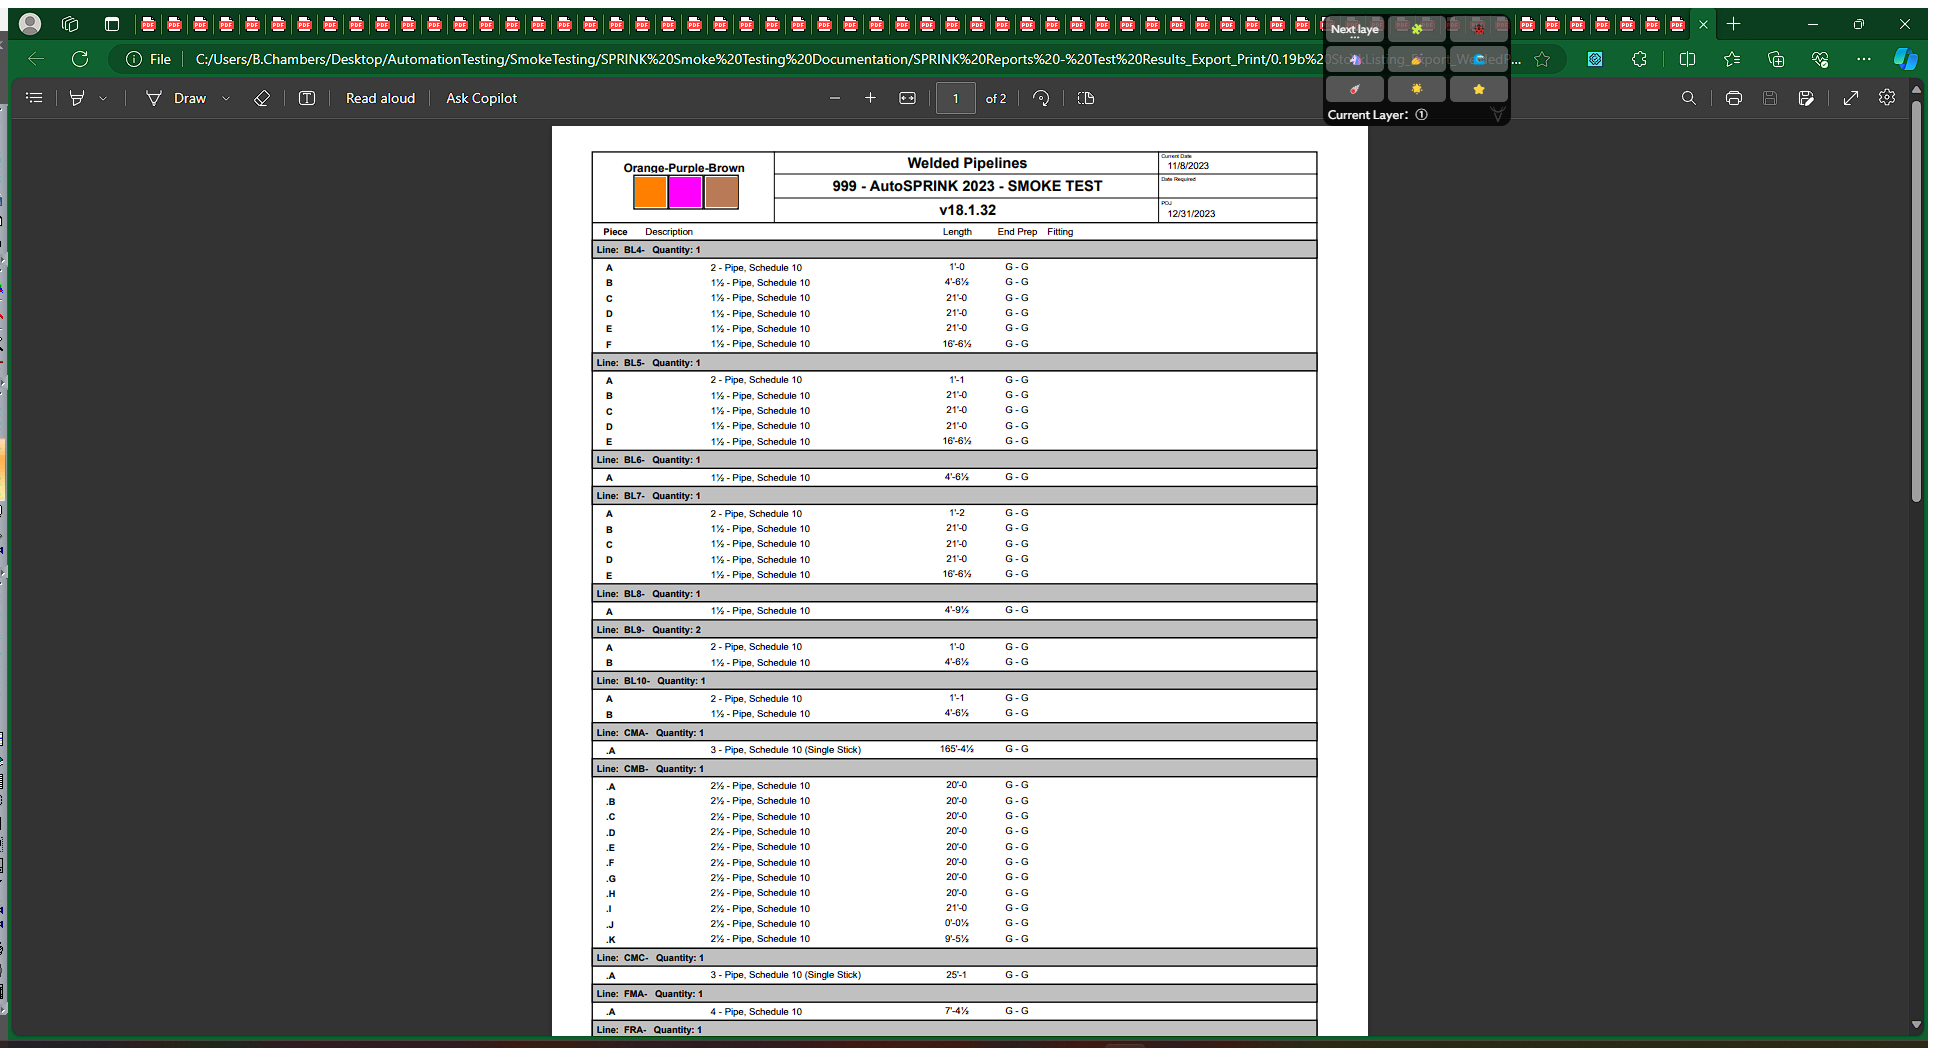 Next laye
File
C:/Users/B.Chambers/Desktop/AutomationTesting/SmokeTesting/SPRINK%20Smoke%20Testing%20Documentation/SPRINK%20Reports%20-%20Test%20Results_Export_Print/0.19b%20
Draw
Read aloud
Ask Copilot
1 of 2
Current Layer: ①
Orange-Purple-Brown
Welded Pipelines
999 - AutoSPRINK 2023 - SMOKE TEST
v18.1.32
Current Date
11/8/2023
Date Required
POJ
12/31/2023
Piece Description Length End Prep Fitting
Line: BL4- Quantity: 1
A 2 - Pipe, Schedule 10 1'-0 G - G
B 1½ - Pipe, Schedule 10 4'-6½ G - G
C 1½ - Pipe, Schedule 10 21'-0 G - G
D 1½ - Pipe, Schedule 10 21'-0 G - G
E 1½ - Pipe, Schedule 10 21'-0 G - G
F 1½ - Pipe, Schedule 10 16'-6½ G - G
Line: BL5- Quantity: 1
A 2 - Pipe, Schedule 10 1'-1 G - G
B 1½ - Pipe, Schedule 10 21'-0 G - G
C 1½ - Pipe, Schedule 10 21'-0 G - G
D 1½ - Pipe, Schedule 10 21'-0 G - G
E 1½ - Pipe, Schedule 10 16'-6½ G - G
Line: BL6- Quantity: 1
A 1½ - Pipe, Schedule 10 4'-6½ G - G
Line: BL7- Quantity: 1
A 2 - Pipe, Schedule 10 1'-2 G - G
B 1½ - Pipe, Schedule 10 21'-0 G - G
C 1½ - Pipe, Schedule 10 21'-0 G - G
D 1½ - Pipe, Schedule 10 21'-0 G - G
E 1½ - Pipe, Schedule 10 16'-6½ G - G
Line: BL8- Quantity: 1
A 1½ - Pipe, Schedule 10 4'-9½ G - G
Line: BL9- Quantity: 2
A 2 - Pipe, Schedule 10 1'-0 G - G
B 1½ - Pipe, Schedule 10 4'-6½ G - G
Line: BL10- Quantity: 1
A 2 - Pipe, Schedule 10 1'-1 G - G
B 1½ - Pipe, Schedule 10 4'-6½ G - G
Line: CMA- Quantity: 1
.A 3 - Pipe, Schedule 10 (Single Stick) 165'-4½ G - G
Line: CMB- Quantity: 1
.A 2½ - Pipe, Schedule 10 20'-0 G - G
.B 2½ - Pipe, Schedule 10 20'-0 G - G
.C 2½ - Pipe, Schedule 10 20'-0 G - G
.D 2½ - Pipe, Schedule 10 20'-0 G - G
.E 2½ - Pipe, Schedule 10 20'-0 G - G
.F 2½ - Pipe, Schedule 10 20'-0 G - G
.G 2½ - Pipe, Schedule 10 20'-0 G - G
.H 2½ - Pipe, Schedule 10 20'-0 G - G
.I 2½ - Pipe, Schedule 10 21'-0 G - G
.J 2½ - Pipe, Schedule 10 0'-0½ G - G
.K 2½ - Pipe, Schedule 10 9'-5½ G - G
Line: CMC- Quantity: 1
.A 3 - Pipe, Schedule 10 (Single Stick) 25'-1 G - G
Line: FMA- Quantity: 1
.A 4 - Pipe, Schedule 10 7'-4½ G - G
Line: FRA- Quantity: 1